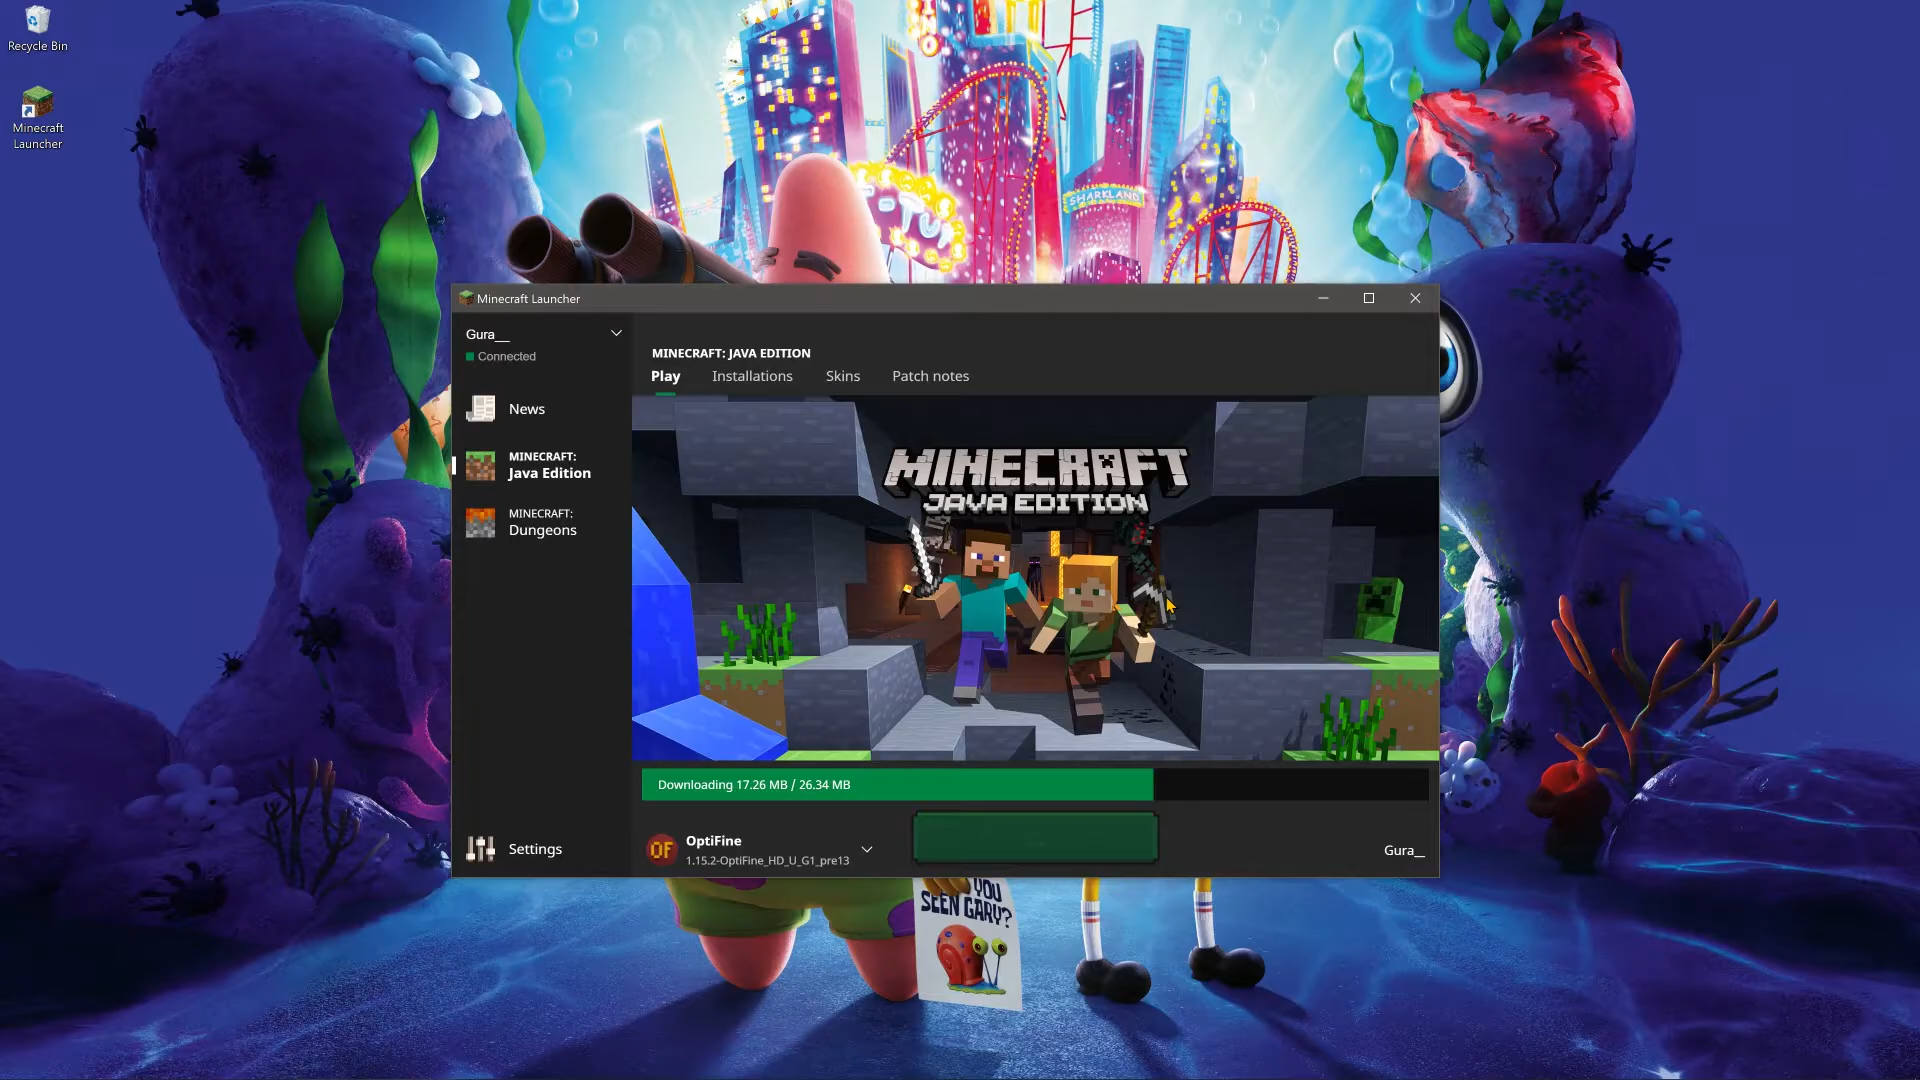 Recycle Bin
Minecraft
Launcher
SHARKLAND
Minecraft Launcher
Gura__
Connected
News
MINECRAFT:
Java Edition
MINECRAFT:
Dungeons
Settings
MINECRAFT: JAVA EDITION
Play Installations Skins Patch notes
MINECRAFT
JAVA EDITION
Downloading 17.26 MB / 26.34 MB
OF
OptiFine
1.15.2-OptiFine_HD_U_G1_pre13
Gura__
YOU
SEEN GARY?